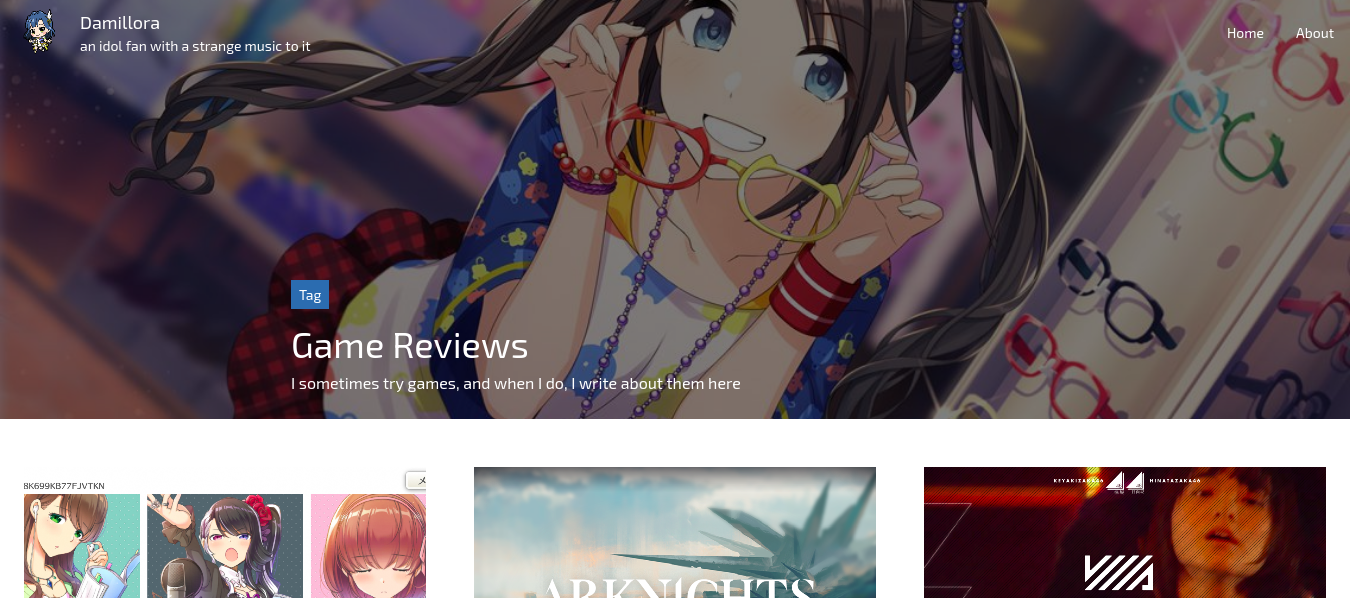 Damillora
an idol fan with a strange music to it
Home
About
Tag
Game Reviews
I sometimes try games, and when I do, I write about them here
8K699KB77FJVTKN
ARKNIGHTS
KEYAKIZAKA46
HINATAZAKA46